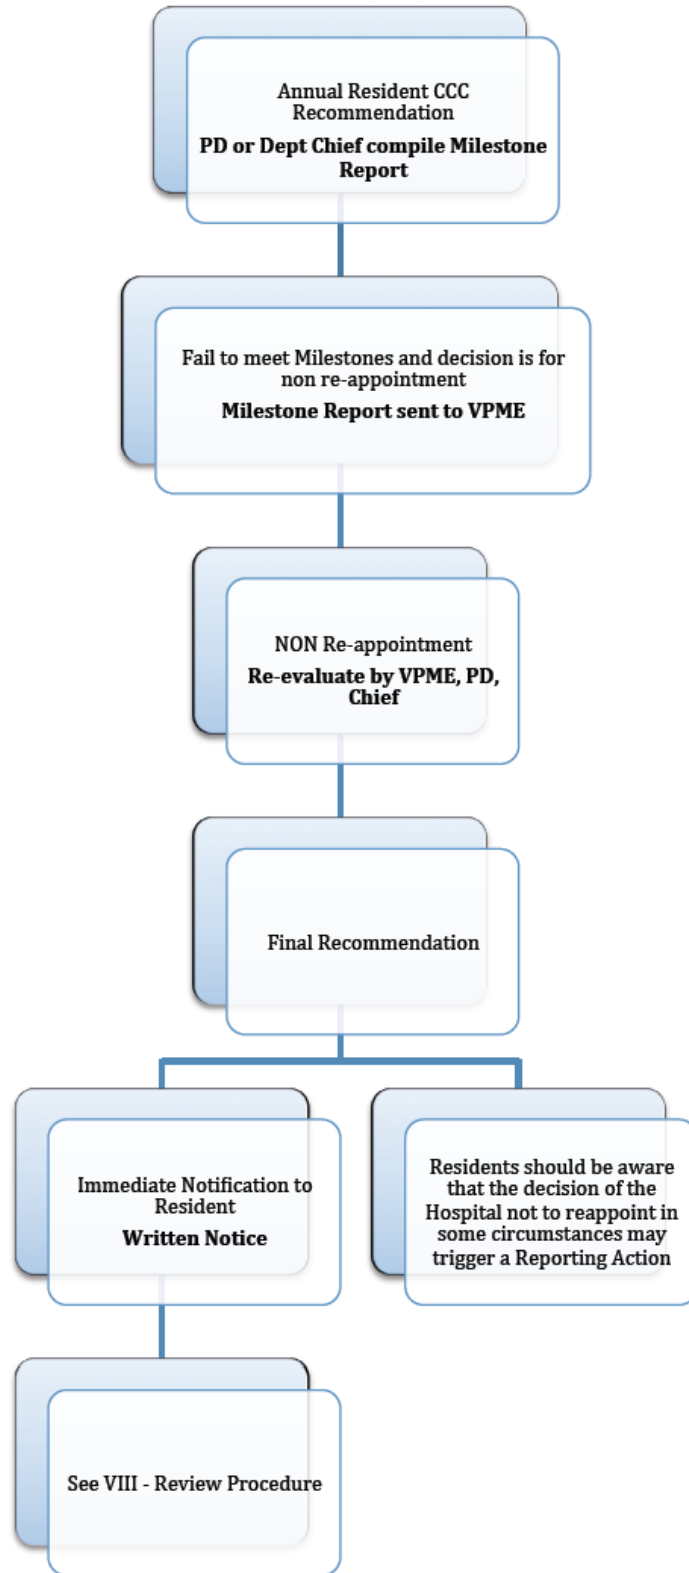 Annual Resident CCC
Recommendation
PD or Dept Chief compile Milestone
Report
Fail to meet Milestones and decision is for
non re-appointment
Milestone Report sent to VPME
NON Re-appointment
Re-evaluate by VPME, PD,
Chief
Final Recommendation
Immediate Notification to
Resident
Written Notice
Residents should be aware
that the decision of the
Hospital not to reappoint in
some circumstances may
trigger a Reporting Action
See VIII - Review Procedure